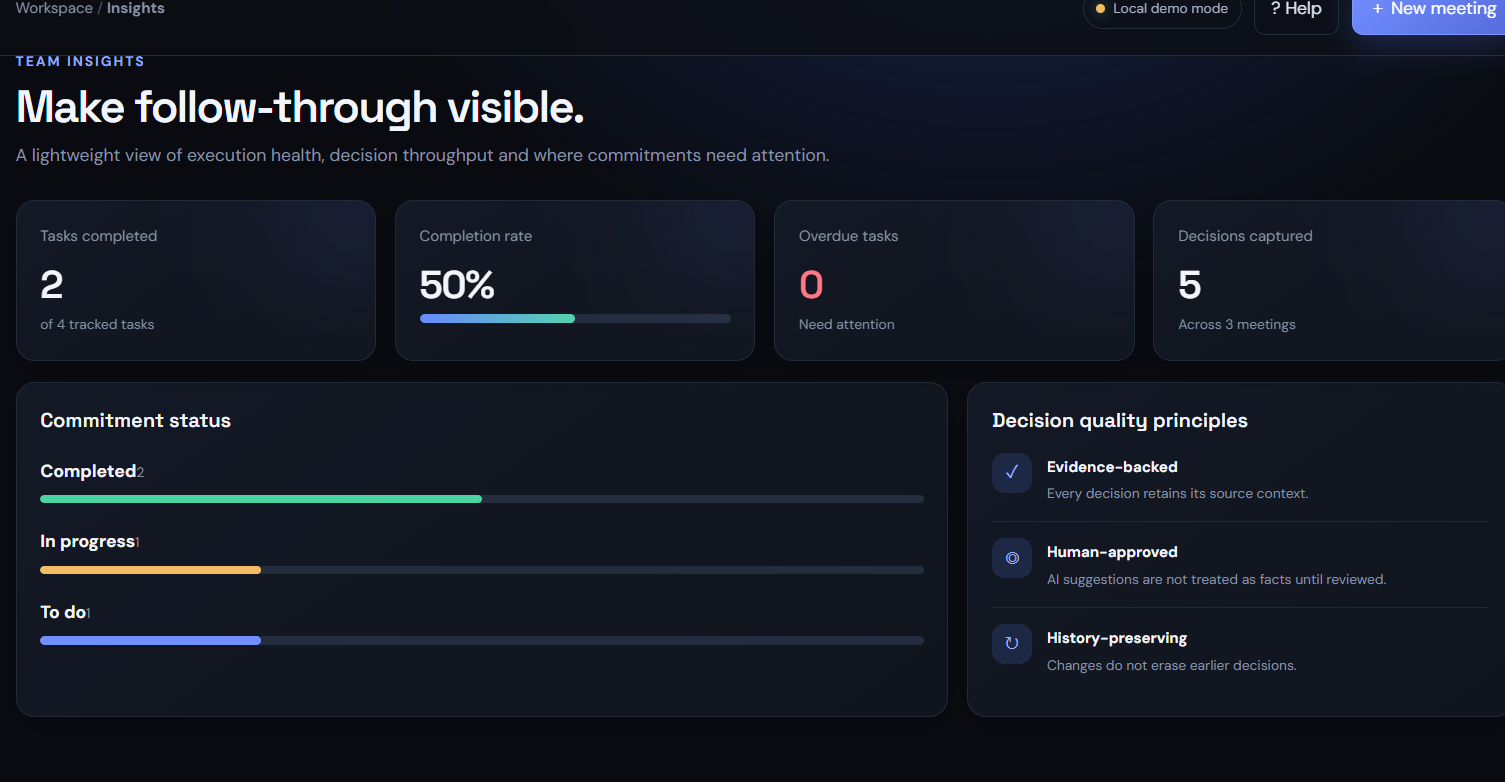 Workspace / Insights
Local demo mode
? Help
+ New meeting
TEAM INSIGHTS
Make follow-through visible.
A lightweight view of execution health, decision throughput and where commitments need attention.
Tasks completed
2
of 4 tracked tasks
Completion rate
50%
Overdue tasks
0
Need attention
Decisions captured
5
Across 3 meetings
Commitment status
Completed2
In progress1
To do1
Decision quality principles
✓
Evidence-backed
Every decision retains its source context.
◎
Human-approved
AI suggestions are not treated as facts until reviewed.
↻
History-preserving
Changes do not erase earlier decisions.